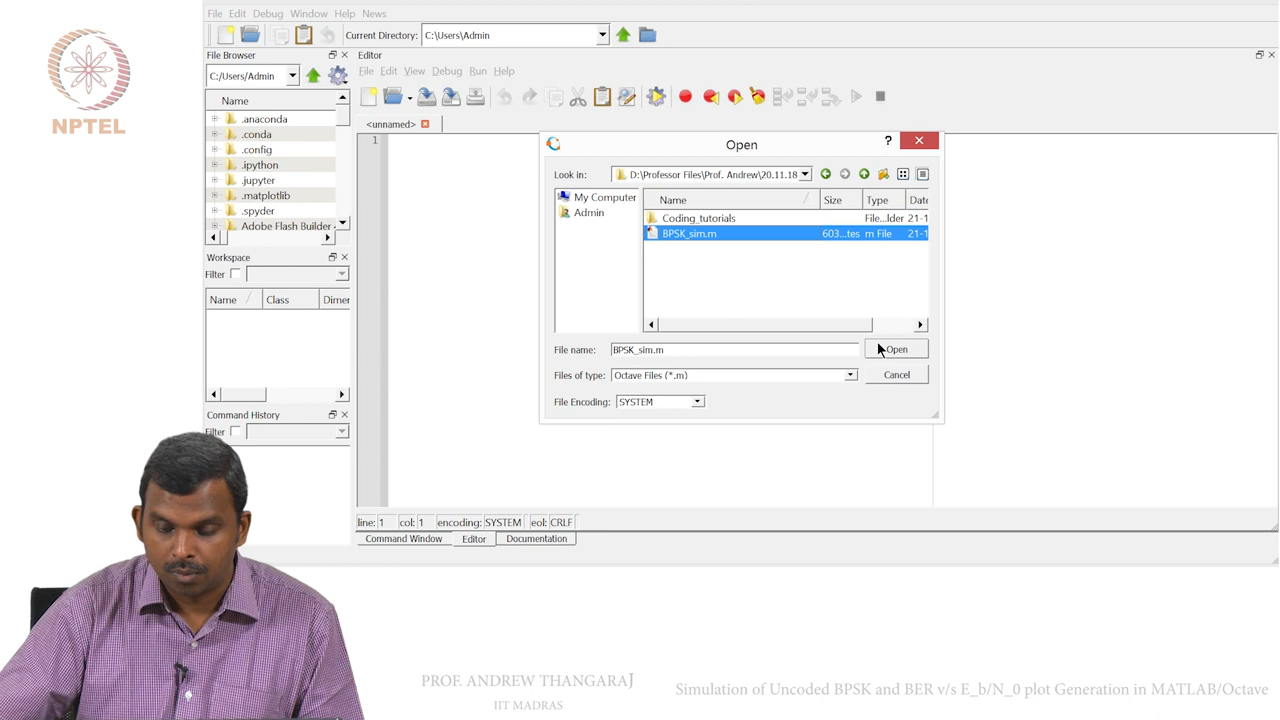 File Edit Debug Window Help News
Current Directory: C:\Users\Admin
File Browser
Editor
C:/Users/Admin
File Edit View Debug Run Help
Name
<unnamed>
1
.anaconda
.conda
.config
.ipython
.jupyter
.matplotlib
.spyder
Adobe Flash Builder
Workspace
Filter
Name Class Dimer
Command History
Filter
Open
Look in: D:\Professor Files\Prof. Andrew\20.11.18
My Computer
Admin
Name Size Type Date
Coding_tutorials File...lder 21-1
BPSK_sim.m 603...tes m File 21-1
File name: BPSK_sim.m Open
Files of type: Octave Files (*.m) Cancel
File Encoding: SYSTEM
line: 1 col: 1 encoding: SYSTEM eol: CRLF
Command Window Editor Documentation
NPTEL
PROF. ANDREW THANGARAJ
IIT MADRAS
Simulation of Uncoded BPSK and BER v/s E_b/N_0 plot Generation in MATLAB/Octave